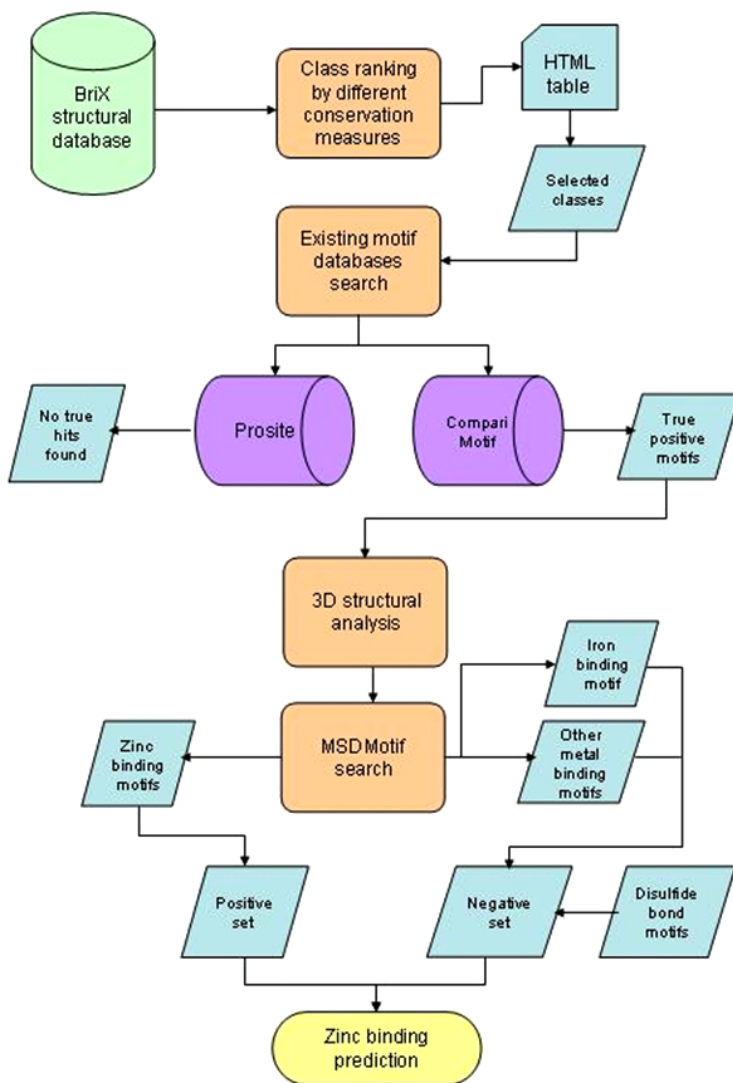 BriX
structural
database
Class ranking
by different
conservation
measures
HTML
table
Selected
classes
Existing motif
databases
search
No true
hits
found
Prosite
Compari
Motif
True
positive
motifs
3D structural
analysis
Iron
binding
motif
Zinc
binding
motifs
MSDMotif
search
Other
metal
binding
motifs
Positive
set
Negative
set
Disulfide
bond
motifs
Zinc binding
prediction